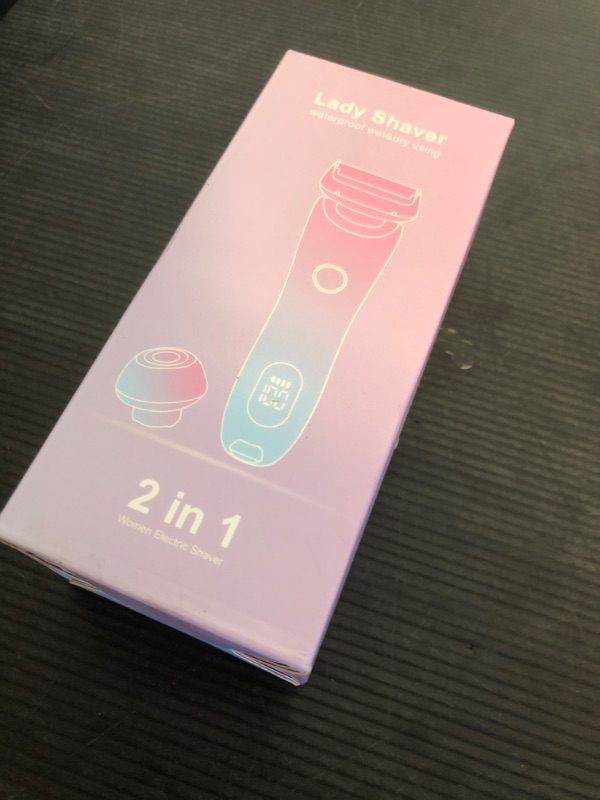 Lady Shaver
waterproof wet&dry using
100
2 in 1
Women Electric Shaver